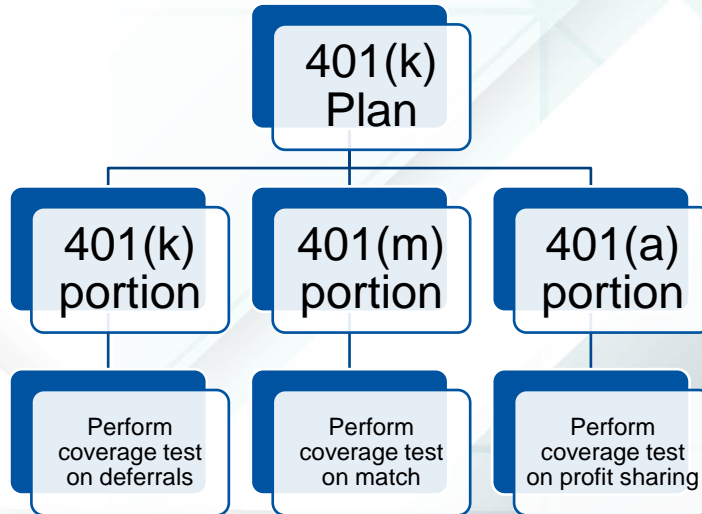 401(k)
Plan
401(k)
portion
401(m)
portion
401(a)
portion
Perform
coverage test
on deferrals
Perform
coverage test
on match
Perform
coverage test
on profit sharing